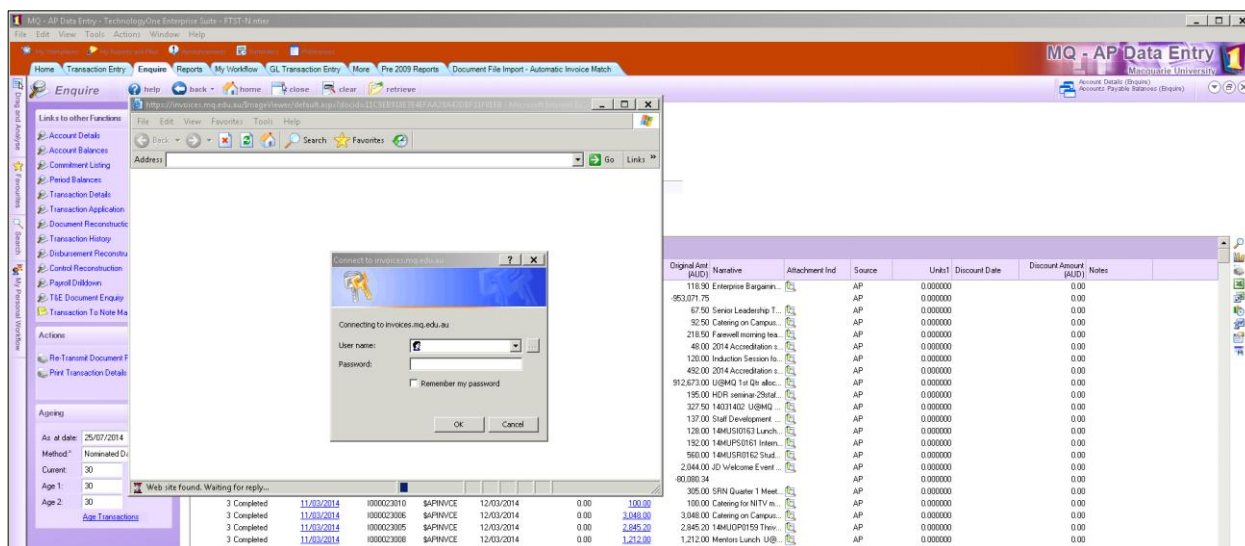 MQ - AP Data Entry - TechnologyOne Enterprise Suite - FTST-N ntier
File Edit View Tools Actions Window Help
MQ - AP Data Entry
Macquarie University
Home Transaction Entry Enquire Reports My Workflow GL Transaction Entry More Pre 2009 Reports Document File Import - Automatic Invoice Match
Enquire help back home close clear retrieve
Account Details (Enquire)
Accounts Payable Balances (Enquire)
Drag and Analyse
Favourites
Search
My Personal Workflow
Links to other Functions
Account Details
Account Balances
Commitment Listing
Period Balances
Transaction Details
Transaction Application
Document Reconstructic
Transaction History
Disbursement Reconstru
Control Reconstruction
Payroll Drilldown
T&E Document Enquiry
Transaction To Note Ma
Actions
Re-Transmit Document F
Print Transaction Details
Ageing
As at date: 25/07/2014
Method:* Nominated Da
Current: 30
Age 1: 30
Age 2: 30
Age Transactions
File Edit View Favorites Tools Help
Back Search Favorites
Address Go Links »
Connect to invoices.mq.edu.au
Connecting to invoices.mq.edu.au
User name:
Password:
Remember my password
OK Cancel
Web site found. Waiting for reply...
Original Amt (AUD) Narrative Attachment Ind Source Units1 Discount Date Discount Amount (AUD) Notes
118.90 Enterprise Bargainin... AP 0.000000 0.00
-953,071.75 AP 0.000000 0.00
67.50 Senior Leadership T... AP 0.000000 0.00
92.50 Catering on Campus... AP 0.000000 0.00
218.50 Farewell morning tea... AP 0.000000 0.00
48.00 2014 Accreditation s... AP 0.000000 0.00
120.00 Induction Session fo... AP 0.000000 0.00
492.00 2014 Accreditation s... AP 0.000000 0.00
912,673.00 U@MQ 1st Qtr alloc... AP 0.000000 0.00
195.00 HDR seminar-29stat... AP 0.000000 0.00
327.50 14031402 U@MQ ... AP 0.000000 0.00
137.00 Staff Development ... AP 0.000000 0.00
128.00 14MUSI0163 Lunch... AP 0.000000 0.00
192.00 14MUPS0161 Intern... AP 0.000000 0.00
560.00 14MUSR0162 Stud... AP 0.000000 0.00
2,044.00 JD Welcome Event ... AP 0.000000 0.00
-80,080.34 AP 0.000000 0.00
305.00 SRN Quarter 1 Meet... AP 0.000000 0.00
3 Completed 11/03/2014 I000023010 $APINVCE 12/03/2014 0.00 100.00 100.00 Catering for NITV m... AP 0.000000 0.00
3 Completed 11/03/2014 I000023006 $APINVCE 12/03/2014 0.00 3,048.00 3,048.00 Catering on Campus... AP 0.000000 0.00
3 Completed 11/03/2014 I000023005 $APINVCE 12/03/2014 0.00 2,845.20 2,845.20 14MUOP0159 Thriv... AP 0.000000 0.00
3 Completed 11/03/2014 I000023008 $APINVCE 12/03/2014 0.00 1,212.00 1,212.00 Mentors Lunch U@... AP 0.000000 0.00